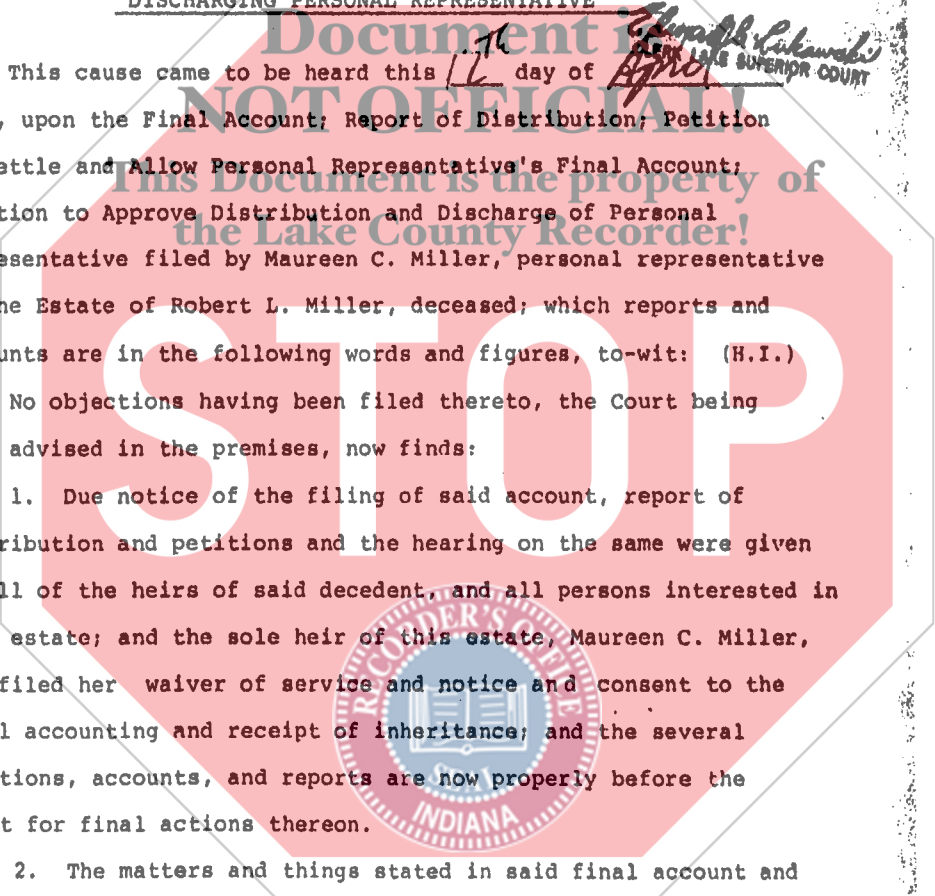 DISCHARGING PERSONAL REPRESENTATIVE
Document is
CLERK LAKE SUPERIOR COURT
This cause came to be heard this 12th day of April
NOT OFFICIAL!
, upon the Final Account; Report of Distribution; Petition
ettle and Allow Personal Representative's Final Account;
This Document is the property of
tion to Approve Distribution and Discharge of Personal
the Lake County Recorder!
esentative filed by Maureen C. Miller, personal representative
he Estate of Robert L. Miller, deceased; which reports and
unts are in the following words and figures, to-wit: (H.I.)
STOP
No objections having been filed thereto, the Court being
advised in the premises, now finds:
1. Due notice of the filing of said account, report of
ribution and petitions and the hearing on the same were given
ll of the heirs of said decedent, and all persons interested in
estate; and the sole heir of this estate, Maureen C. Miller,
filed her waiver of service and notice and consent to the
l accounting and receipt of inheritance; and the several
tions, accounts, and reports are now properly before the
t for final actions thereon.
2. The matters and things stated in said final account and
RECORDER'S OFFICE
SEAL
INDIANA